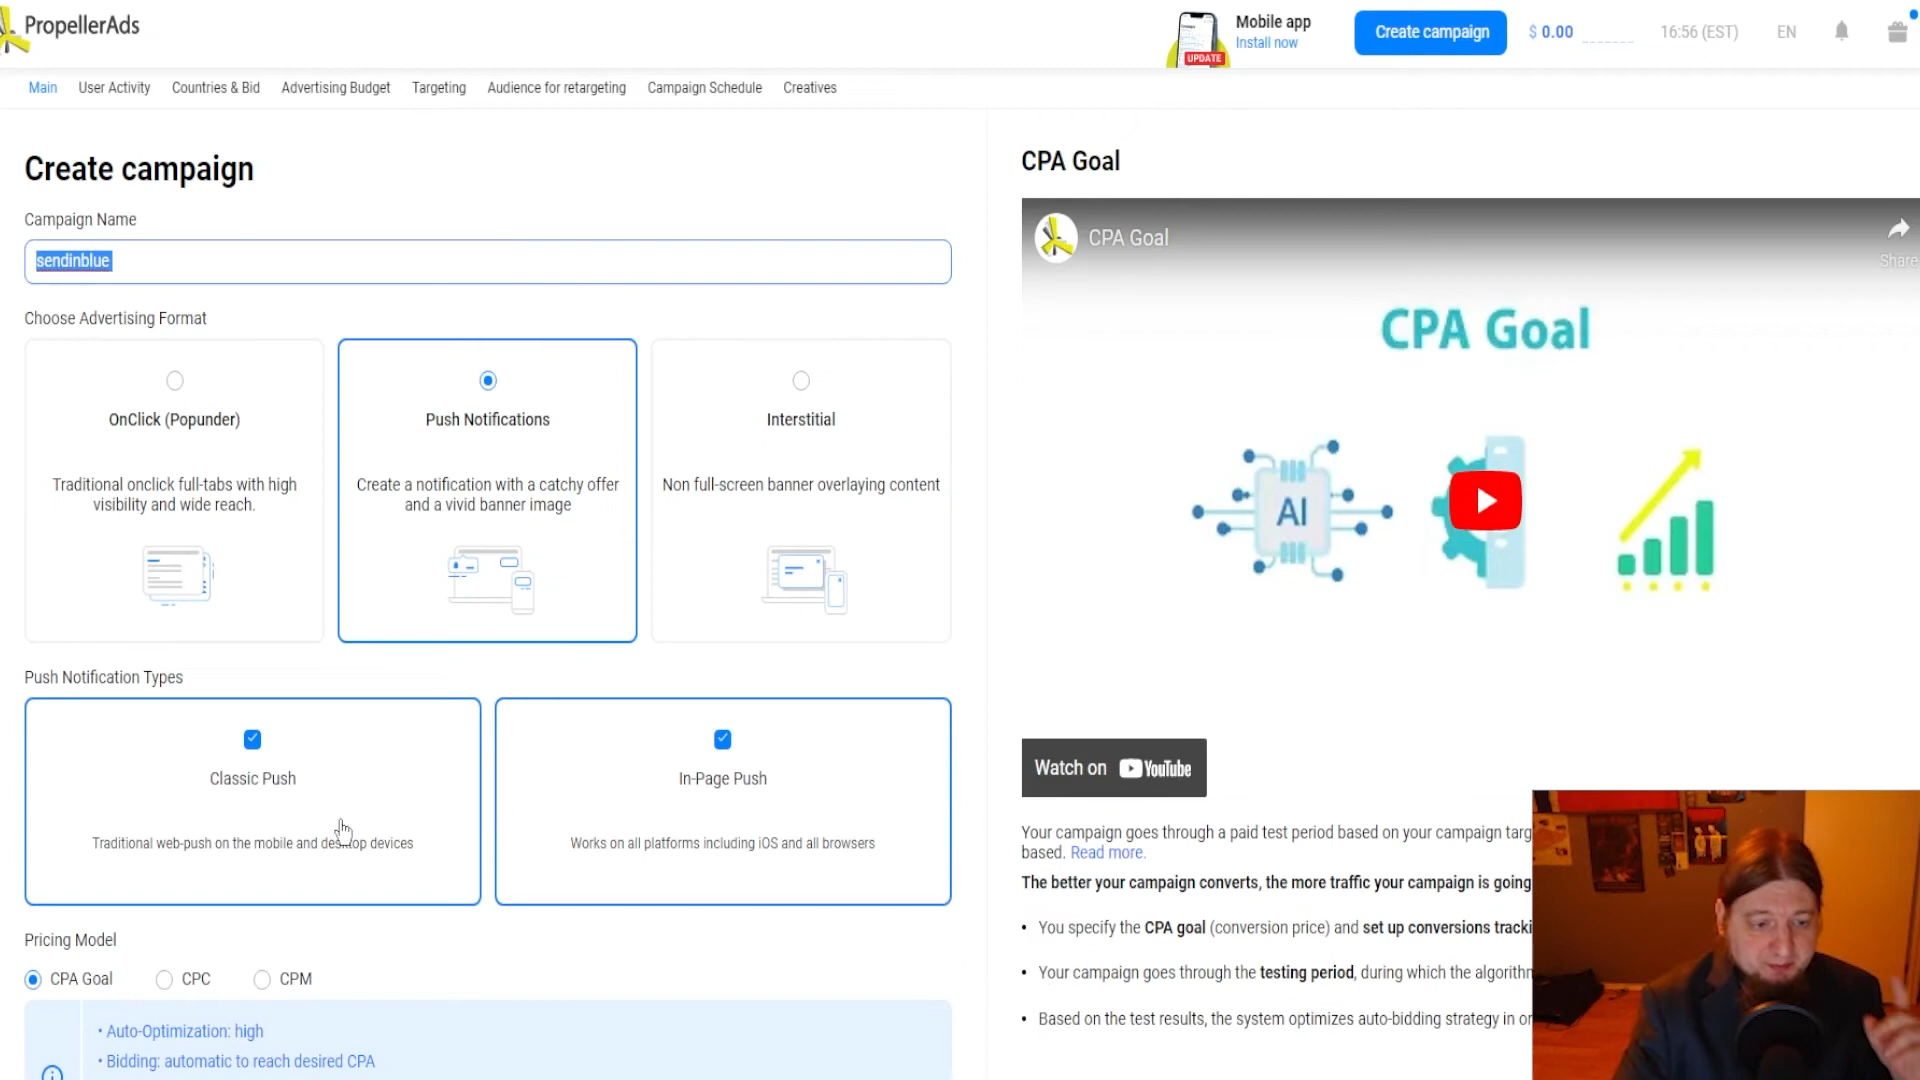 PropellerAds
Mobile app
Install now
UPDATE
Create campaign
$ 0.00
16:56 (EST)
EN
Main
User Activity
Countries & Bid
Advertising Budget
Targeting
Audience for retargeting
Campaign Schedule
Creatives
Create campaign
Campaign Name
sendinblue
Choose Advertising Format
OnClick (Popunder)
Traditional onclick full-tabs with high
visibility and wide reach.
Push Notifications
Create a notification with a catchy offer
and a vivid banner image
Interstitial
Non full-screen banner overlaying content
Push Notification Types
Classic Push
Traditional web-push on the mobile and desktop devices
In-Page Push
Works on all platforms including iOS and all browsers
Pricing Model
CPA Goal
CPC
CPM
• Auto-Optimization: high
• Bidding: automatic to reach desired CPA
CPA Goal
CPA Goal
Share
CPA Goal
AI
Watch on YouTube
Your campaign goes through a paid test period based on your campaign targ
based. Read more.
The better your campaign converts, the more traffic your campaign is going
• You specify the CPA goal (conversion price) and set up conversions tracki
• Your campaign goes through the testing period, during which the algorithm
• Based on the test results, the system optimizes auto-bidding strategy in or